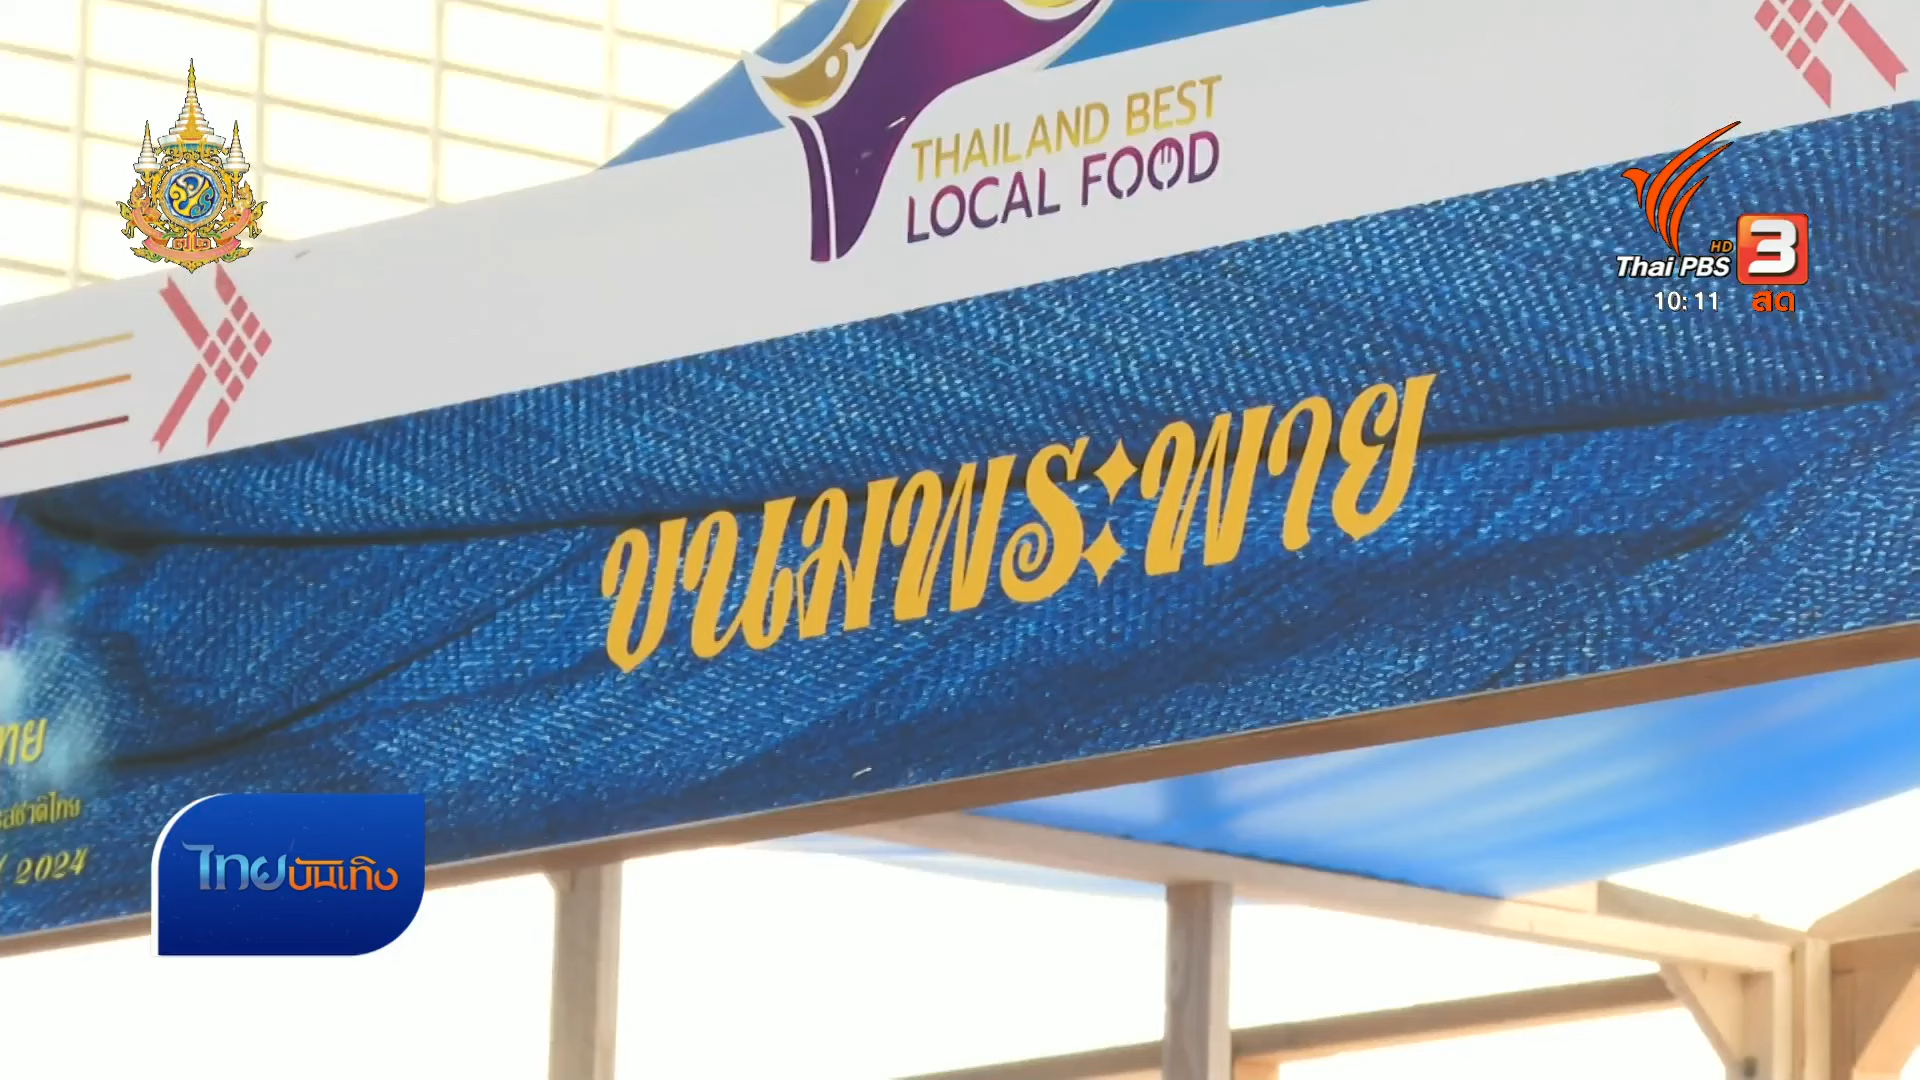 THAILAND BEST
LOCAL FOOD
HD
Thai PBS 3
10:11 สด
ขนมพระพาย
2024
ไทยบันเทิง